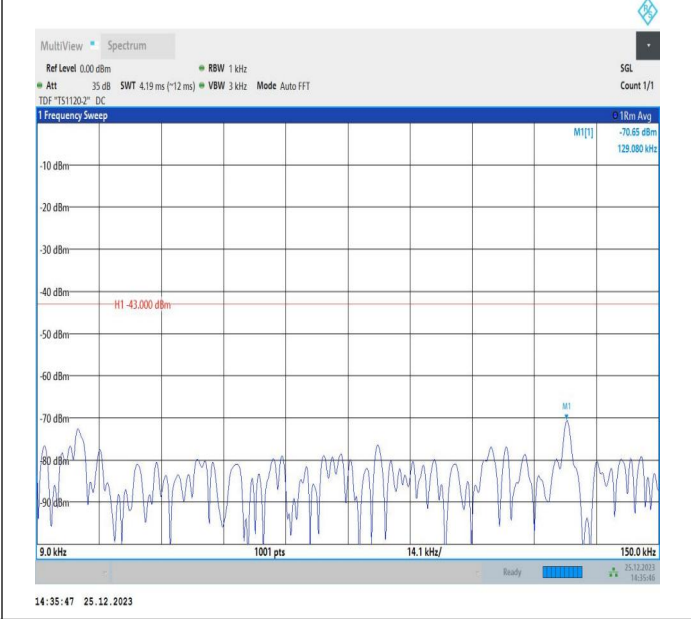 R S
MultiView Spectrum
Ref Level 0.00 dBm RBW 1 kHz SGL
Att 35 dB SWT 4.19 ms (~12 ms) VBW 3 kHz Mode Auto FFT Count 1/1
TDF "TS1120-2" DC
1 Frequency Sweep 1Rm Avg
M1[1] -70.65 dBm
129.080 kHz
-10 dBm
-20 dBm
-30 dBm
-40 dBm
H1 -43.000 dBm
-50 dBm
-60 dBm
M1
-70 dBm
-80 dBm
-90 dBm
9.0 kHz 1001 pts 14.1 kHz/ 150.0 kHz
Ready 25.12.2023
14:35:46
14:35:47 25.12.2023